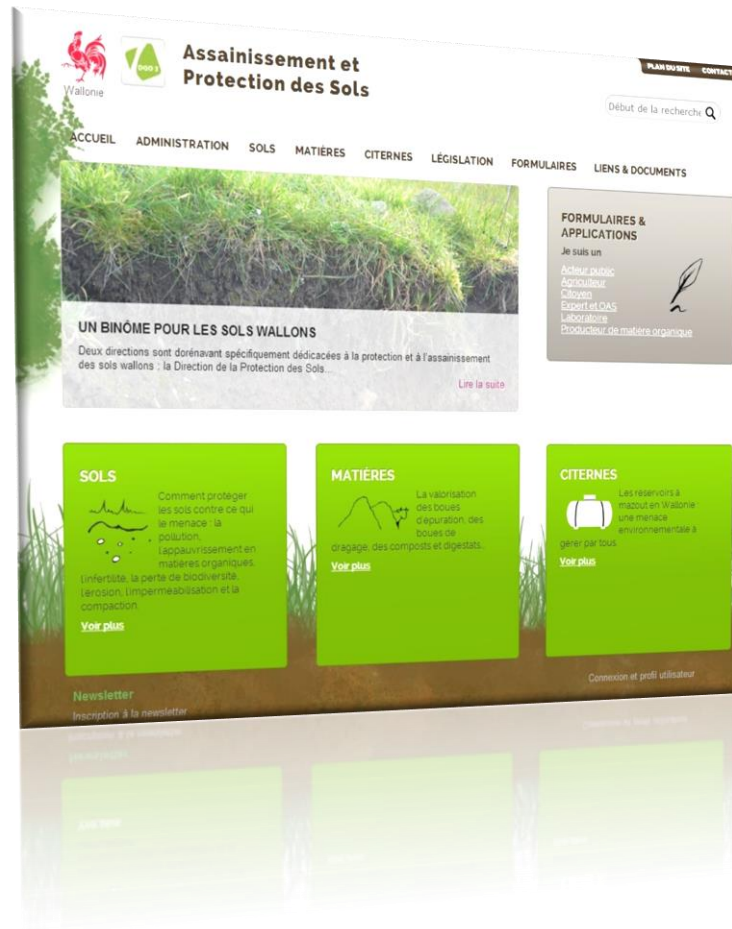 Wallonie
DGO 3
Assainissement et
Protection des Sols
PLAN DU SITE CONTACT
Début de la recherche
ACCUEIL ADMINISTRATION SOLS MATIÈRES CITERNES LÉGISLATION FORMULAIRES LIENS & DOCUMENTS
UN BINÔME POUR LES SOLS WALLONS
Deux directions sont dorénavant spécifiquement dédicacées à la protection et à l'assainissement
des sols wallons : la Direction de la Protection des Sols...
Lire la suite
FORMULAIRES &
APPLICATIONS
Je suis un
Acteur public
Agriculteur
Citoyen
Expert et OAS
Laboratoire
Producteur de matière organique
SOLS
Comment protéger
les sols contre ce qui
le menace : la
pollution,
l'appauvrissement en
matières organiques,
l'infertilité, la perte de biodiversité,
l'érosion, l'imperméabilisation et la
compaction
Voir plus
MATIÈRES
La valorisation
des boues
d'épuration, des
boues de
dragage, des composts et digestats...
Voir plus
CITERNES
Les réservoirs à
mazout en Wallonie
une menace
environnementale à
gérer par tous
Voir plus
Newsletter
Inscription à la newsletter
Connexion et profil utilisateur